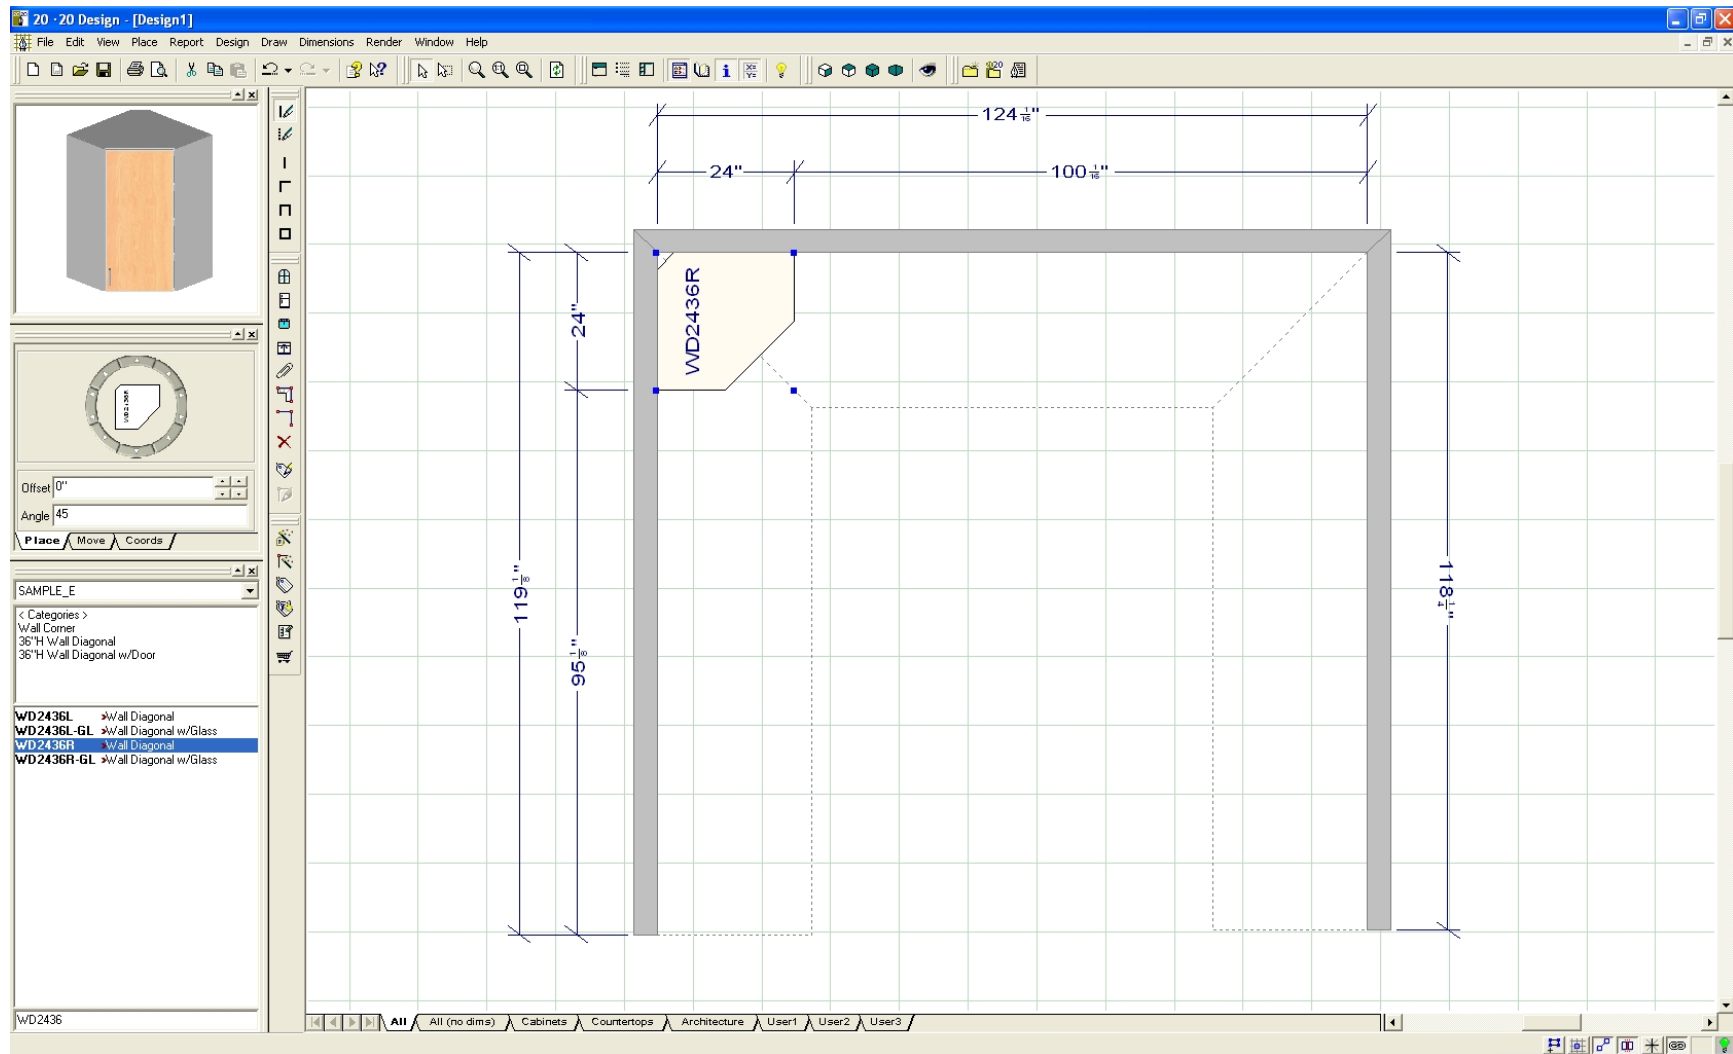 20 · 20 Design - [Design1]
File Edit View Place Report Design Draw Dimensions Render Window Help
124 1/16"
24" 100 1/16"
WD2436R
24"
119 1/8"
95 1/8"
118 1/4"
WD2436R
Offset 0"
Angle 45
Place Move Coords
SAMPLE_E
< Categories >
Wall Corner
36"H Wall Diagonal
36"H Wall Diagonal w/Door
WD2436L Wall Diagonal
WD2436L-GL Wall Diagonal w/Glass
WD2436R Wall Diagonal
WD2436R-GL Wall Diagonal w/Glass
WD2436
All All (no dims) Cabinets Countertops Architecture User1 User2 User3